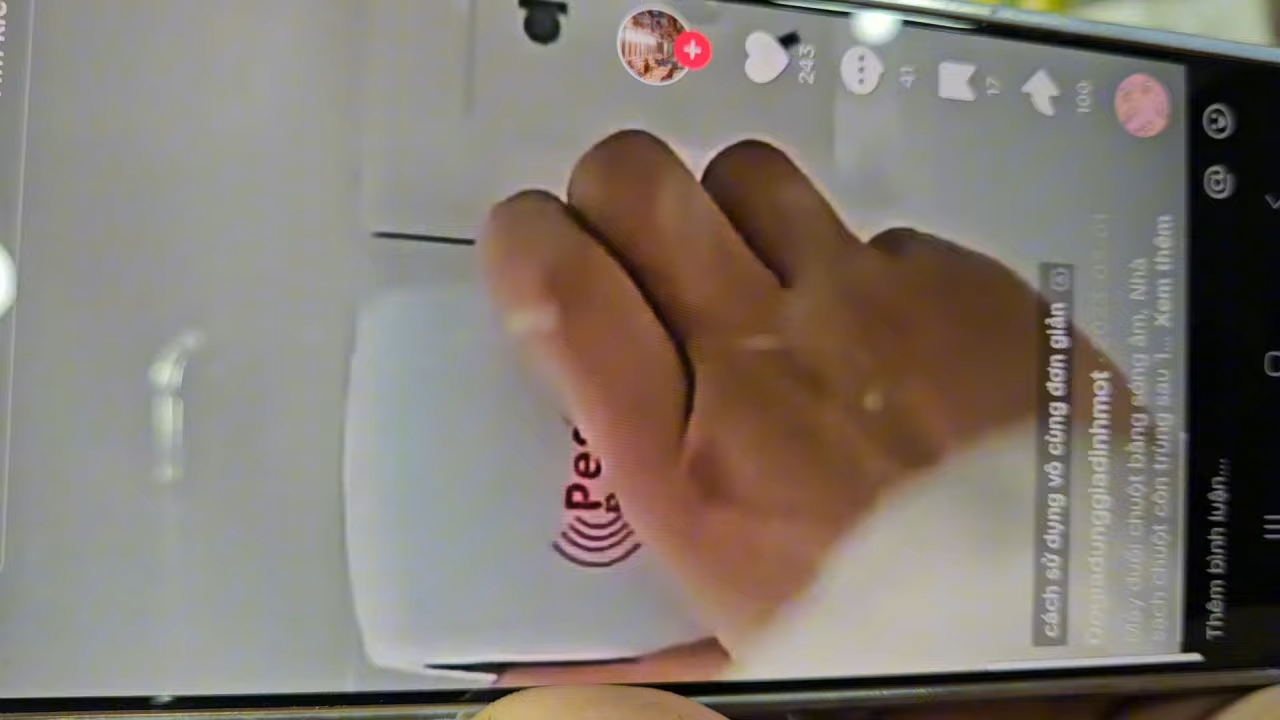 243
41
17
100
Pe
cách sử dụng vô cùng đơn giản
Máy đuổi chuột bằng sóng âm, Nhà
sạch chuột côn trùng sau 1... Xem thêm
Thêm bình luận...
@